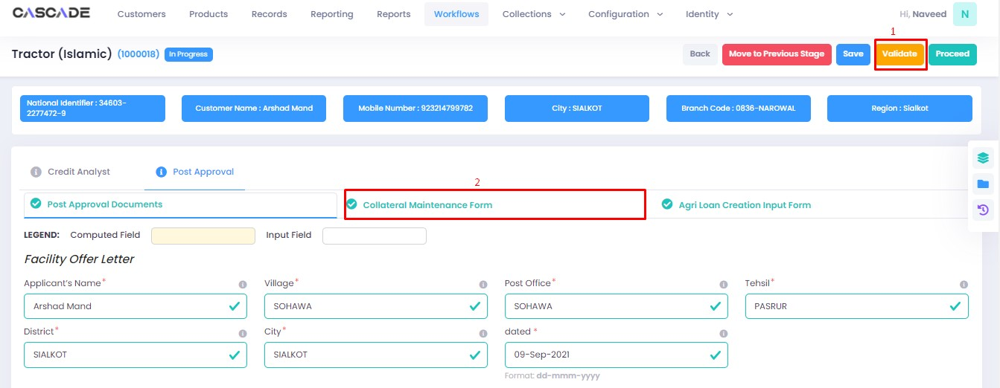 CASCADE Customers Products Records Reporting Reports Workflows Collections Configuration Identity Hi, Naveed N
1
Tractor (Islamic) (1000018) In Progress Back Move to Previous Stage Save Validate Proceed
National Identifier : 34603-
2277472-9
Customer Name : Arshad Mand Mobile Number : 923214799782 City : SIALKOT Branch Code : 0836-NAROWAL Region : Sialkot
Credit Analyst Post Approval
2
Post Approval Documents Collateral Maintenance Form Agri Loan Creation Input Form
LEGEND: Computed Field Input Field
Facility Offer Letter
Applicant's Name* Village* Post Office* Tehsil*
Arshad Mand SOHAWA SOHAWA PASRUR
District* City* dated *
SIALKOT SIALKOT 09-Sep-2021
Format: dd-mmm-yyyy